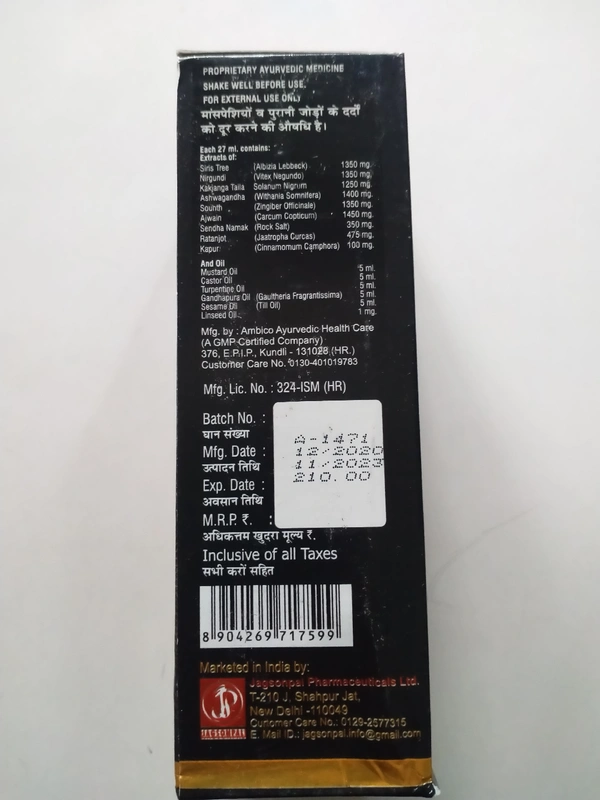 PROPRIETARY AYURVEDIC MEDICINE
SHAKE WELL BEFORE USE.
FOR EXTERNAL USE ONLY
मांसपेशियों व पुरानी जोड़ों के दर्दों
को दूर करने की औषधि है।
Each 27 ml. contains:
Extracts of:
Siris Tree (Albizia Lebbeck) 1350 mg.
Nirgundi (Vitex Negundo) 1350 mg.
Kakjanga Taila Solanum Nignım 1250 mg.
Ashwagandha (Withania Somnifera) 1400 mg.
Sounth (Zingiber Officinale) 1350 mg.
Ajwain (Carcum Copticum) 1450 mg.
Sendha Namak (Rock Salt) 350 mg.
Ratanjot (Jaatropha Curcas) 475 mg.
Kapur (Cinnamomum Camphora) 100 mg.
And Oil
Mustard Oil 5 ml.
Castor Oil 5 ml.
Turpentine Oil 5 ml.
Gandhapura Oil (Gaultheria Fragrantissima) 5 ml.
Sesame Oil (Till Oil) 5 ml.
Linseed Oil 1 mg.
Mfg. by : Ambico Ayurvedic Health Care
(A GMP Certified Company)
376, E.P.I.P., Kundli - 131028 (HR.)
Customer Care No. 0130-401019783
Mfg. Lic. No. : 324-ISM (HR)
Batch No. : A-1471
घान संख्या
Mfg. Date : 12/2020
उत्पादन तिथि
Exp. Date : 11/2023
अवसान तिथि
M.R.P. ₹. : 210.00
अधिकत्तम खुदरा मूल्य ₹.
Inclusive of all Taxes
सभी करों सहित
8 904269 717599
Marketed in India by:
Jagsonpal Pharmaceuticals Ltd.
T-210 J, Shahpur Jat,
New Delhi -110049
Curtomer Care No.: 0129-2577315
E. Mail ID.: jagsonpal.info@gmail.com
JAGSONPAL